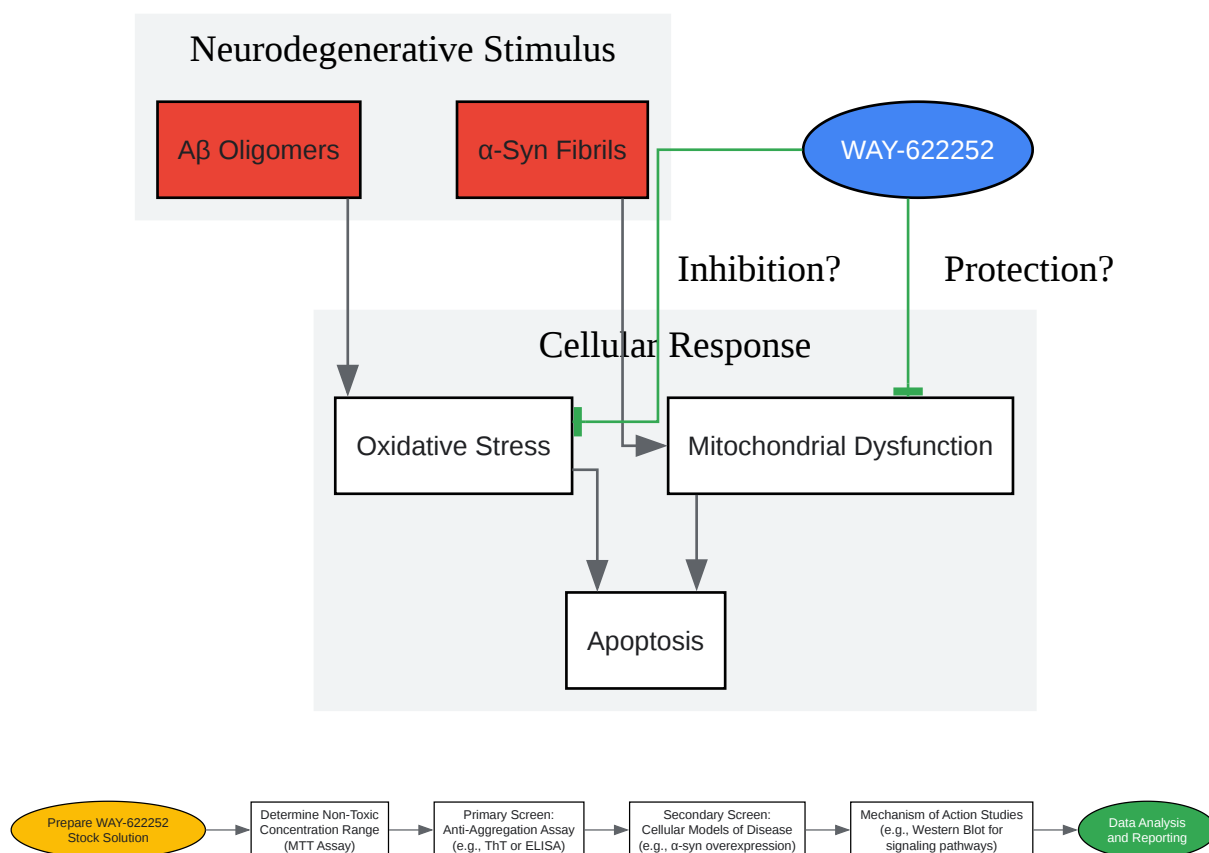 Neurodegenerative Stimulus
Aβ Oligomers
α-Syn Fibrils
WAY-622252
Inhibition?
Protection?
Cellular Response
Oxidative Stress
Mitochondrial Dysfunction
Apoptosis
Prepare WAY-622252
Stock Solution
Determine Non-Toxic
Concentration Range
(MTT Assay)
Primary Screen:
Anti-Aggregation Assay
(e.g., ThT or ELISA)
Secondary Screen:
Cellular Models of Disease
(e.g., α-syn overexpression)
Mechanism of Action Studies
(e.g., Western Blot for
signaling pathways)
Data Analysis
and Reporting